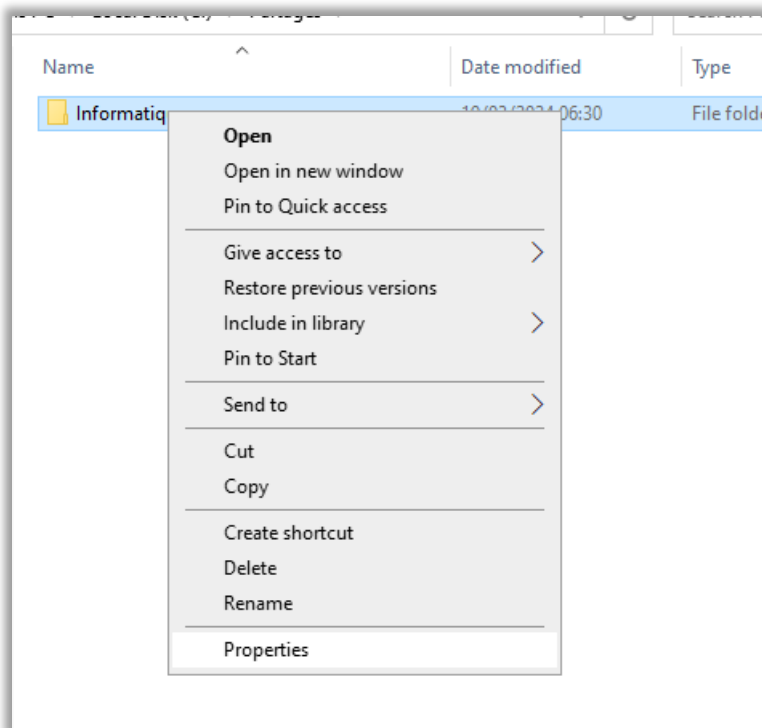 Name Date modified Type
Informatiq 06:30 File fold
Open
Open in new window
Pin to Quick access
Give access to
Restore previous versions
Include in library
Pin to Start
Send to
Cut
Copy
Create shortcut
Delete
Rename
Properties